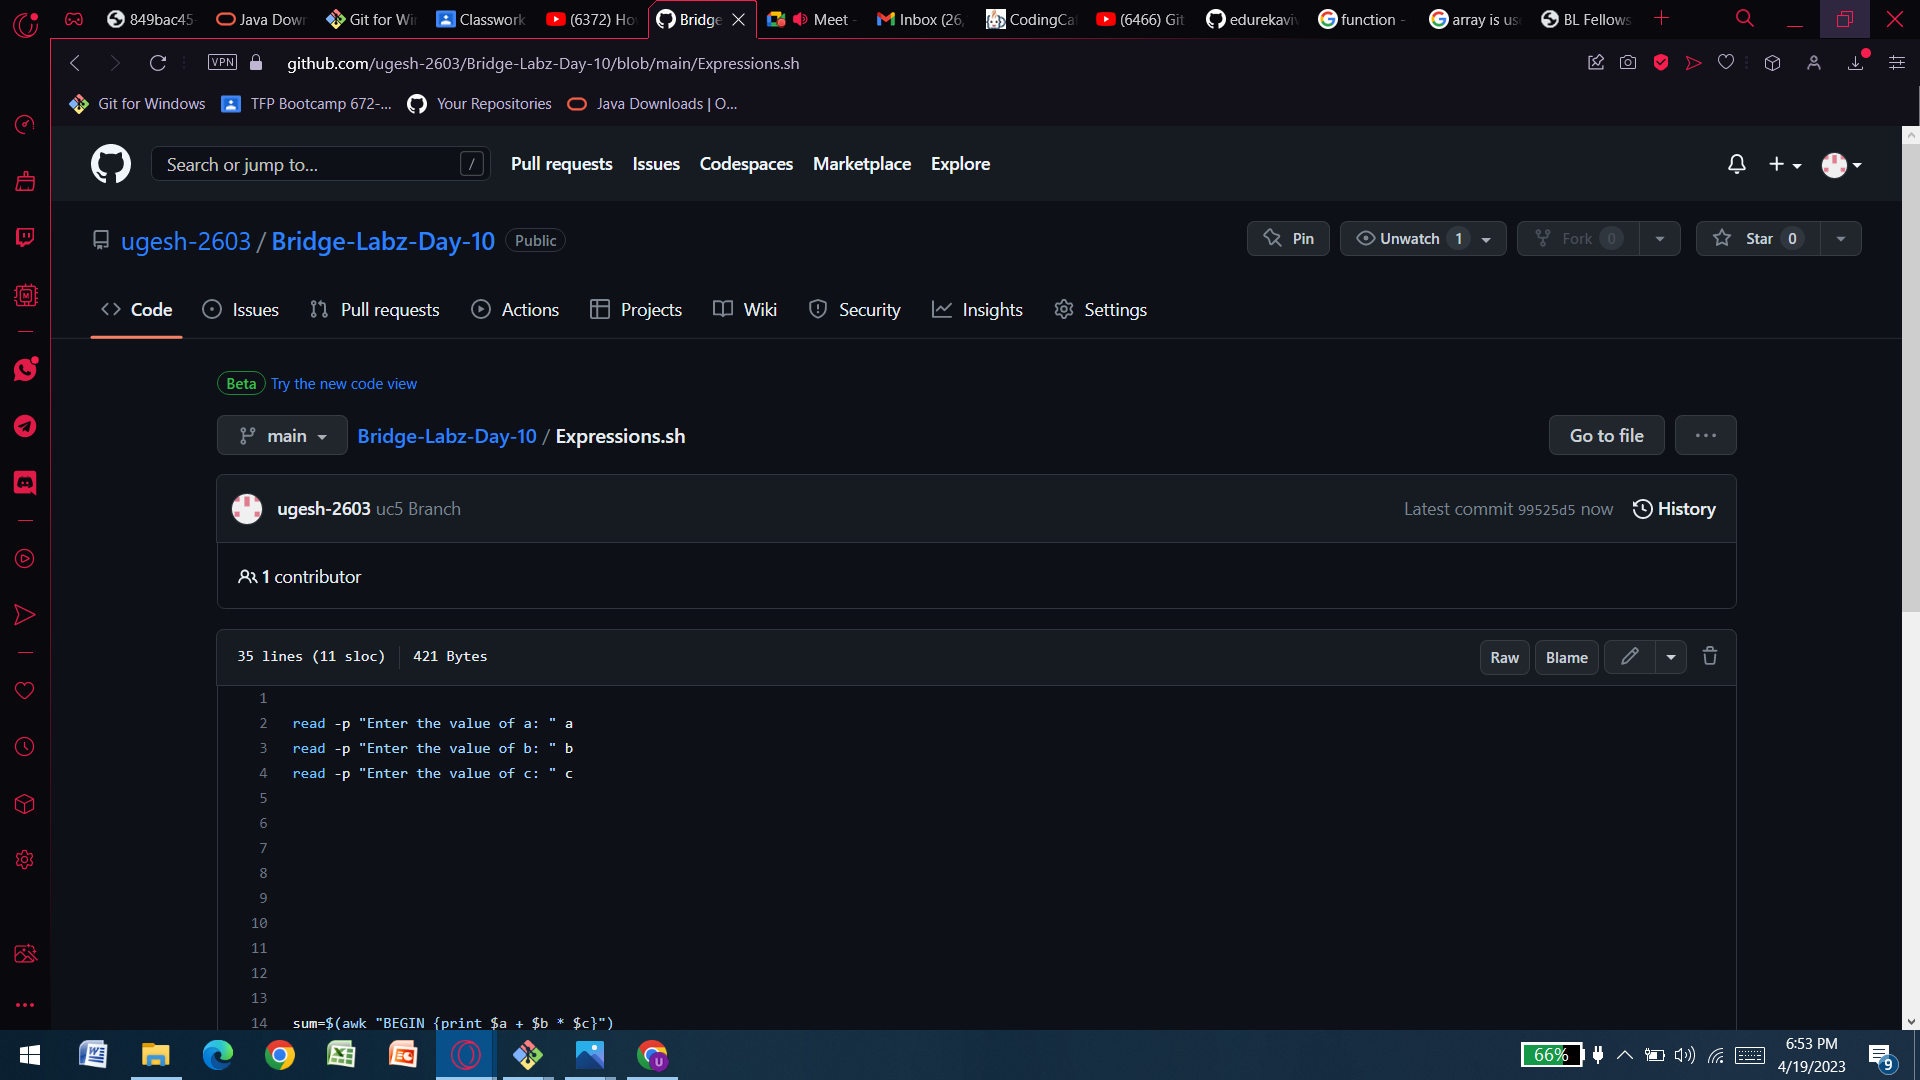 849bac45
Java Dow
Git for Wi
Classwork
(6372) Ho
Bridge
Meet -
Inbox (26,
CodingCa
(6466) Git
edurekavi
function -
array is us
BL Fellows
VPN
github.com/ugesh-2603/Bridge-Labz-Day-10/blob/main/Expressions.sh
Git for Windows
TFP Bootcamp 672-...
Your Repositories
Java Downloads | O...
Search or jump to...
/
Pull requests
Issues
Codespaces
Marketplace
Explore
ugesh-2603 / Bridge-Labz-Day-10 Public
Pin
Unwatch 1
Fork 0
Star 0
Code
Issues
Pull requests
Actions
Projects
Wiki
Security
Insights
Settings
Beta Try the new code view
main
Bridge-Labz-Day-10 / Expressions.sh
Go to file
...
ugesh-2603 uc5 Branch
Latest commit 99525d5 now
History
1 contributor
35 lines (11 sloc)
421 Bytes
Raw
Blame
1
2 read -p "Enter the value of a: " a
3 read -p "Enter the value of b: " b
4 read -p "Enter the value of c: " c
5
6
7
8
9
10
11
12
13
14 sum=$(awk "BEGIN {print $a + $b * $c}")
66%
6:53 PM
4/19/2023
9